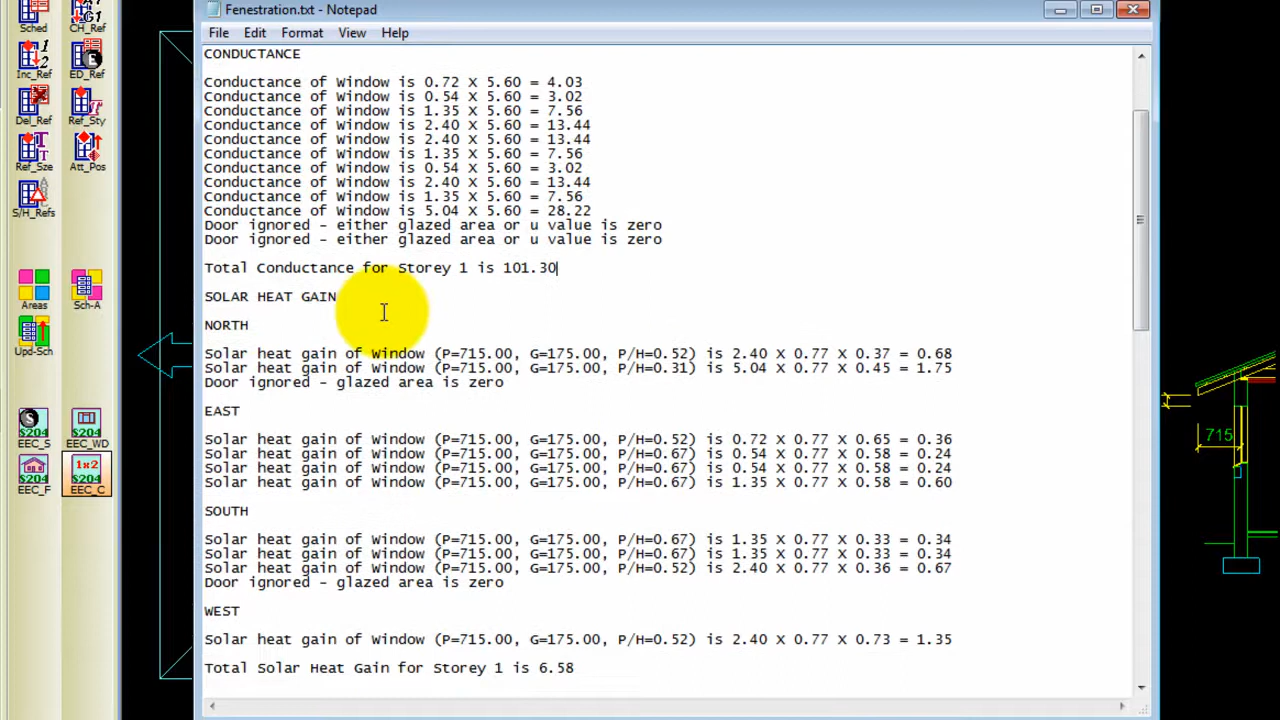 Fenestration.txt - Notepad
File Edit Format View Help
CONDUCTANCE
Conductance of Window is 0.72 X 5.60 = 4.03
Conductance of Window is 0.54 X 5.60 = 3.02
Conductance of Window is 1.35 X 5.60 = 7.56
Conductance of Window is 2.40 X 5.60 = 13.44
Conductance of Window is 2.40 X 5.60 = 13.44
Conductance of Window is 1.35 X 5.60 = 7.56
Conductance of Window is 0.54 X 5.60 = 3.02
Conductance of Window is 2.40 X 5.60 = 13.44
Conductance of Window is 1.35 X 5.60 = 7.56
Conductance of Window is 5.04 X 5.60 = 28.22
Door ignored - either glazed area or u value is zero
Door ignored - either glazed area or u value is zero
Total Conductance for Storey 1 is 101.30
SOLAR HEAT GAIN
NORTH
Solar heat gain of Window (P=715.00, G=175.00, P/H=0.52) is 2.40 X 0.77 X 0.37 = 0.68
Solar heat gain of Window (P=715.00, G=175.00, P/H=0.31) is 5.04 X 0.77 X 0.45 = 1.75
Door ignored - glazed area is zero
EAST
Solar heat gain of Window (P=715.00, G=175.00, P/H=0.52) is 0.72 X 0.77 X 0.65 = 0.36
Solar heat gain of Window (P=715.00, G=175.00, P/H=0.67) is 0.54 X 0.77 X 0.58 = 0.24
Solar heat gain of Window (P=715.00, G=175.00, P/H=0.67) is 0.54 X 0.77 X 0.58 = 0.24
Solar heat gain of Window (P=715.00, G=175.00, P/H=0.67) is 1.35 X 0.77 X 0.58 = 0.60
SOUTH
Solar heat gain of Window (P=715.00, G=175.00, P/H=0.67) is 1.35 X 0.77 X 0.33 = 0.34
Solar heat gain of Window (P=715.00, G=175.00, P/H=0.67) is 1.35 X 0.77 X 0.33 = 0.34
Solar heat gain of Window (P=715.00, G=175.00, P/H=0.52) is 2.40 X 0.77 X 0.36 = 0.67
Door ignored - glazed area is zero
WEST
Solar heat gain of Window (P=715.00, G=175.00, P/H=0.52) is 2.40 X 0.77 X 0.73 = 1.35
Total Solar Heat Gain for Storey 1 is 6.58
Sched CH_Ref
Inc_Ref ED_Ref
Del_Ref Ref_Sty
Ref_Sze Att_Pos
S/H_Refs
Areas Sch-A
Upd-Sch
EEC_S EEC_WD
EEC_F EEC_C
715